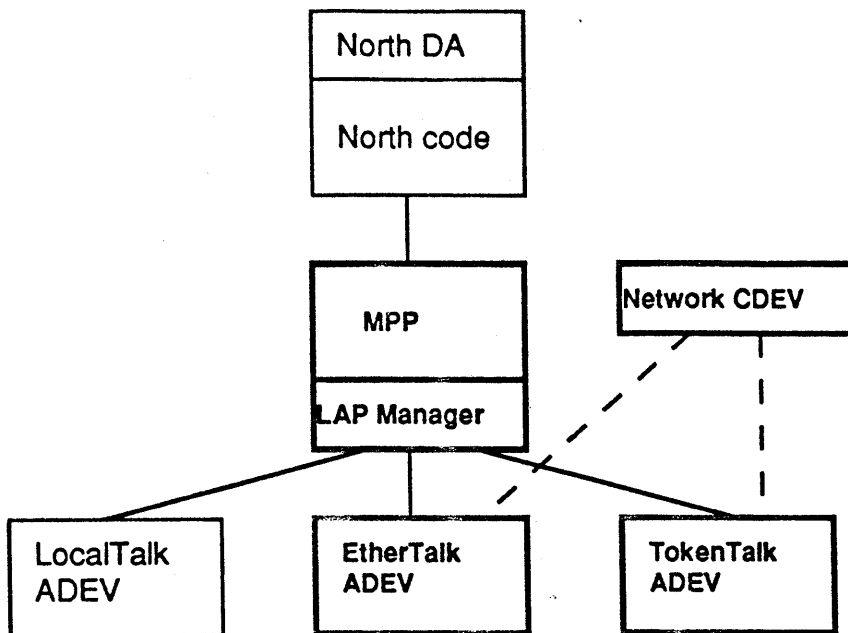 North DA
North code
MPP
Network CDEV
LAP Manager
LocalTalk
ADEV
EtherTalk
ADEV
TokenTalk
ADEV